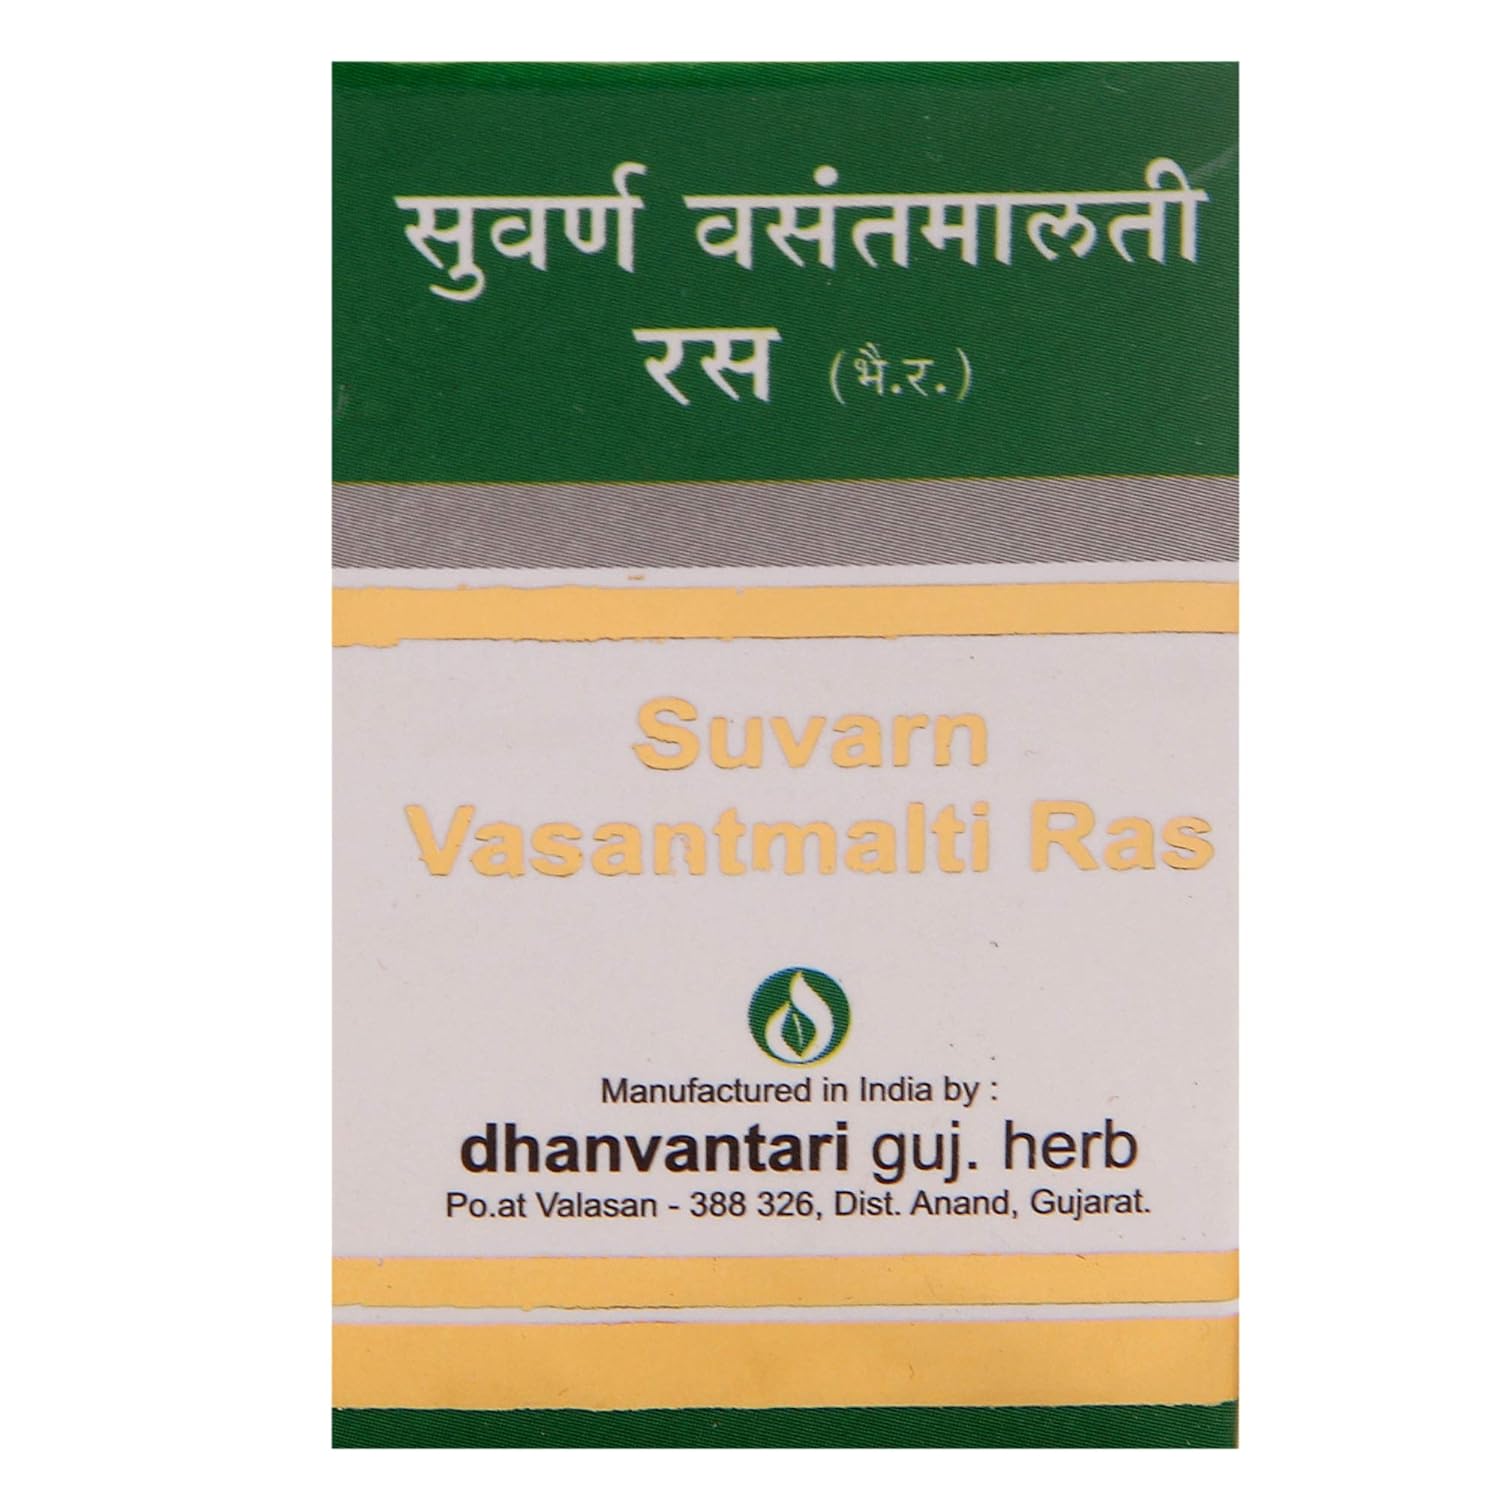 सुवर्ण वसंतमालती
रस (भै.र.)
Suvarn
Vasantmalti Ras
Manufactured in India by :
dhanvantari guj. herb
Po.at Valasan - 388 326, Dist. Anand, Gujarat.